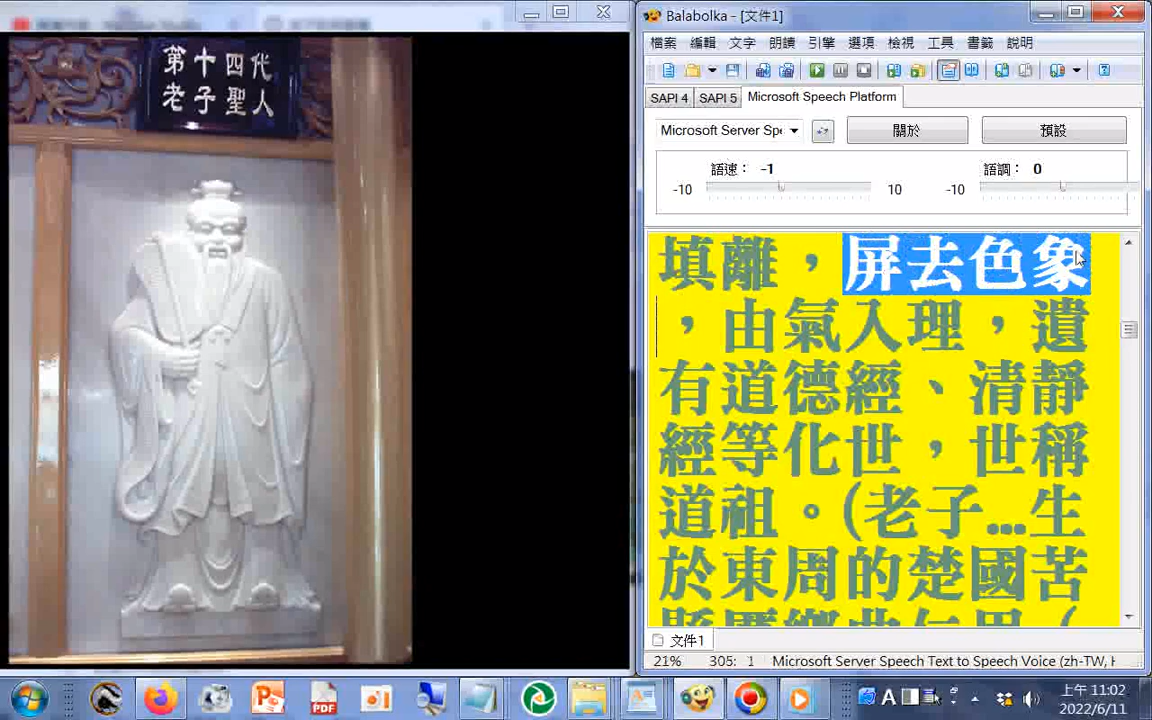 第十四代
老子聖人
Balabolka - [文件1]
檔案 編輯 文字 朗讀 引擎 選項 檢視 工具 書籤 說明
SAPI 4 SAPI 5 Microsoft Speech Platform
Microsoft Server Spe 關於 預設
語速： -1 語調： 0
-10 10 -10
填離，屏去色象
，由氣入理，遺
有道德經、清靜
經等化世，世稱
道祖。(老子...生
於東周的楚國苦
文件1
21% 305: 1 Microsoft Server Speech Text to Speech Voice (zh-TW, H
PDF
A
上午 11:02
2022/6/11